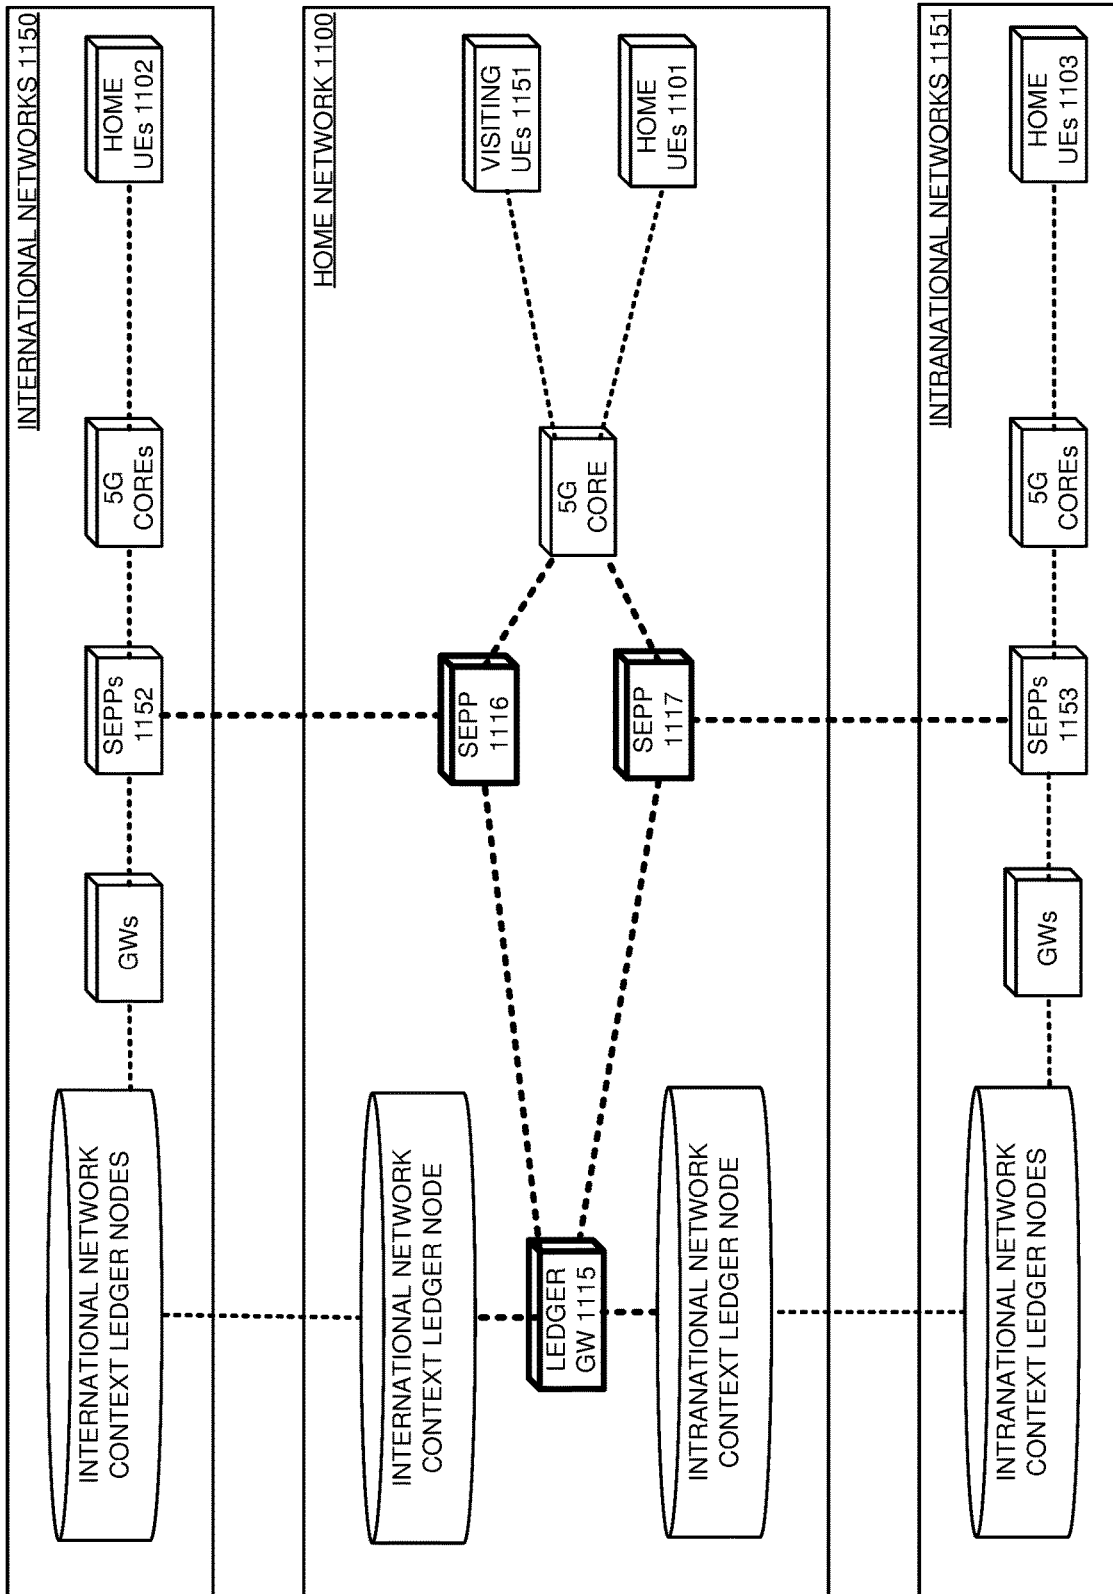 INTERNATIONAL NETWORKS 1150
INTERNATIONAL NETWORK
CONTEXT LEDGER NODES
GWs
SEPPs
1152
5G
COREs
HOME
UEs 1102
HOME NETWORK 1100
INTERNATIONAL NETWORK
CONTEXT LEDGER NODE
LEDGER
GW 1115
INTRANATIONAL NETWORK
CONTEXT LEDGER NODE
SEPP
1116
SEPP
1117
5G
CORE
VISITING
UEs 1151
HOME
UEs 1101
INTRANATIONAL NETWORKS 1151
INTRANATIONAL NETWORK
CONTEXT LEDGER NODES
GWs
SEPPs
1153
5G
COREs
HOME
UEs 1103